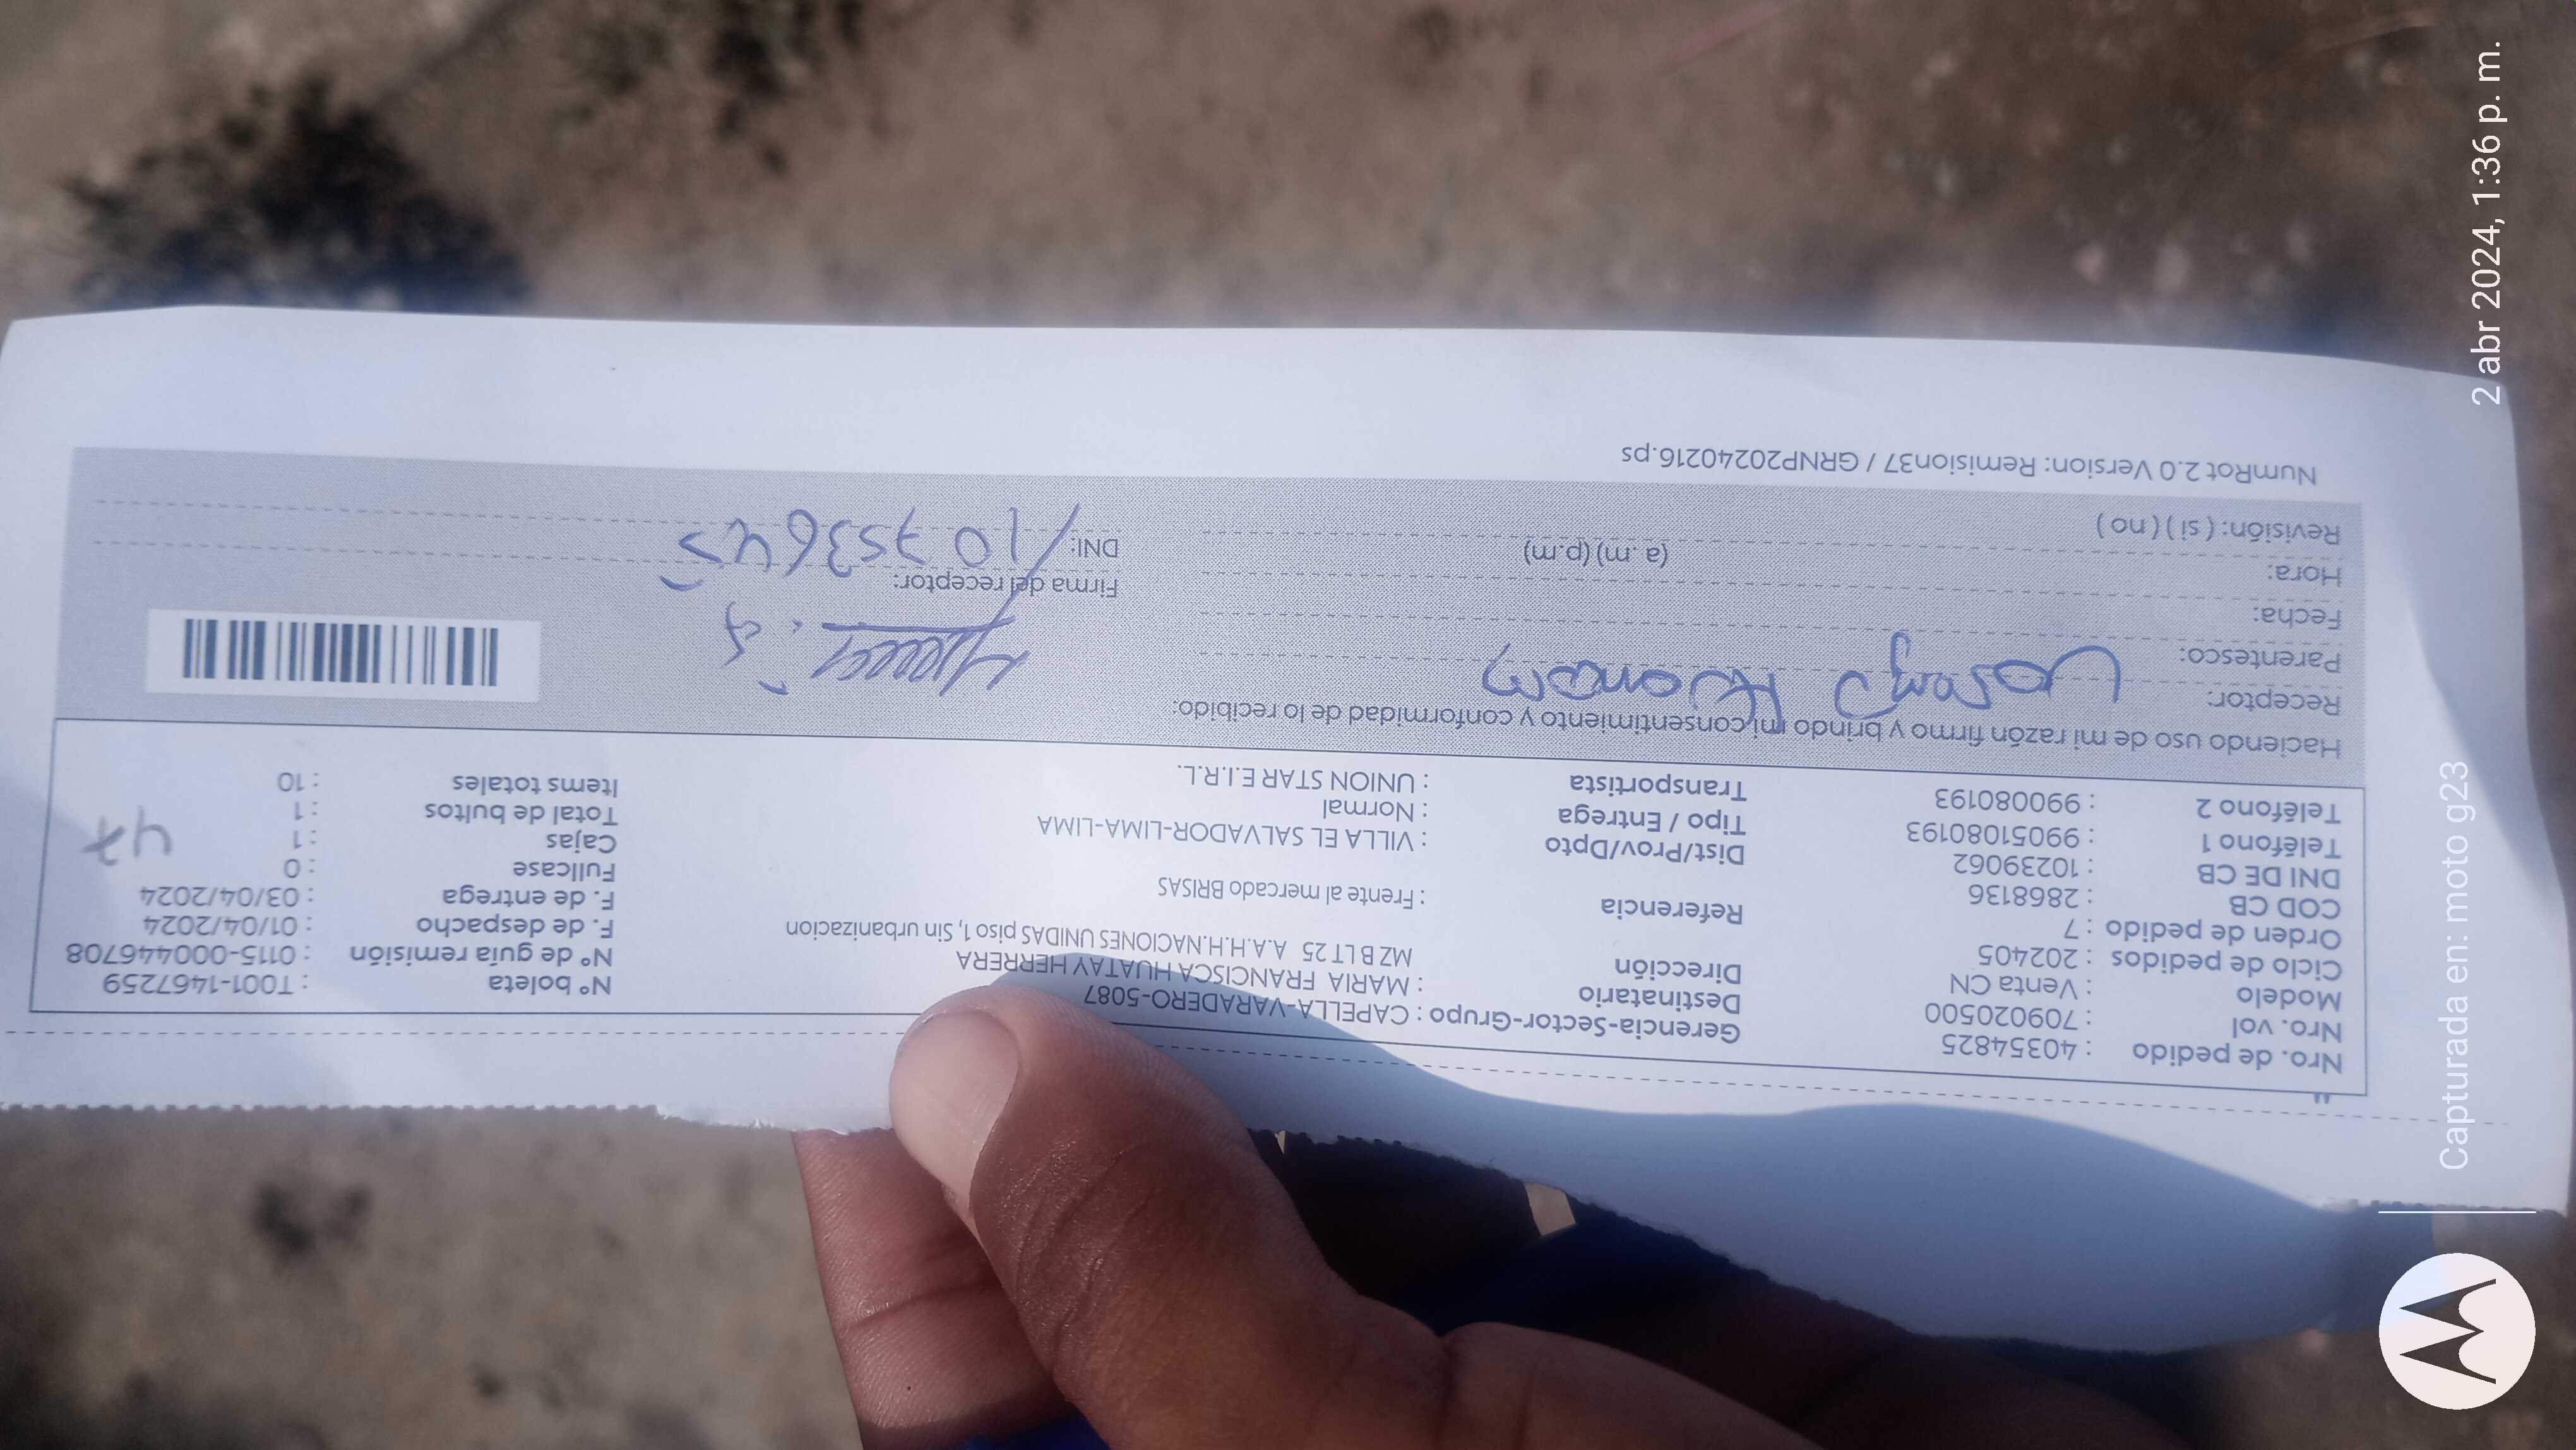 Nro. de pedido : 40354825
Nro. vol : 709020500
Modelo : Venta CN
Ciclo de pedidos : 202405
Orden de pedido : 7
COD CB : 2868136
DNI DE CB : 10239062
Teléfono 1 : 99051080193
Teléfono 2 : 990080193
Gerencia-Sector-Grupo : CAPELLA-VARADERO-5087
Destinatario : MARIA FRANCISCA HUATAY HERRERA
Dirección MZ B LT 25 A.A.H.H.NACIONES UNIDAS piso 1, Sin urbanizacion
Referencia : Frente al mercado BRISAS
Dist/Prov/Dpto : VILLA EL SALVADOR-LIMA-LIMA
Tipo / Entrega : Normal
Transportista : UNION STAR E.I.R.L.
N° boleta : T001-1467259
N° de guía remisión : 0115-000446708
F. de despacho : 01/04/2024
F. de entrega : 03/04/2024
Fullcase : 0
Cajas : 1
Total de bultos : 1
Items totales : 10
47
Haciendo uso de mi razón firmo y brindo mi consentimiento y conformidad de lo recibido:
Receptor:
Parentesco:
Fecha:
Hora: (a .m) (p.m)
Revisión: ( si ) ( no )
Firma del receptor:
DNI: 10753645
NumRot 2.0 Version: Remision37 / GRNP20240216.ps
Capturada en: moto g23
2 abr 2024, 1:36 p. m.